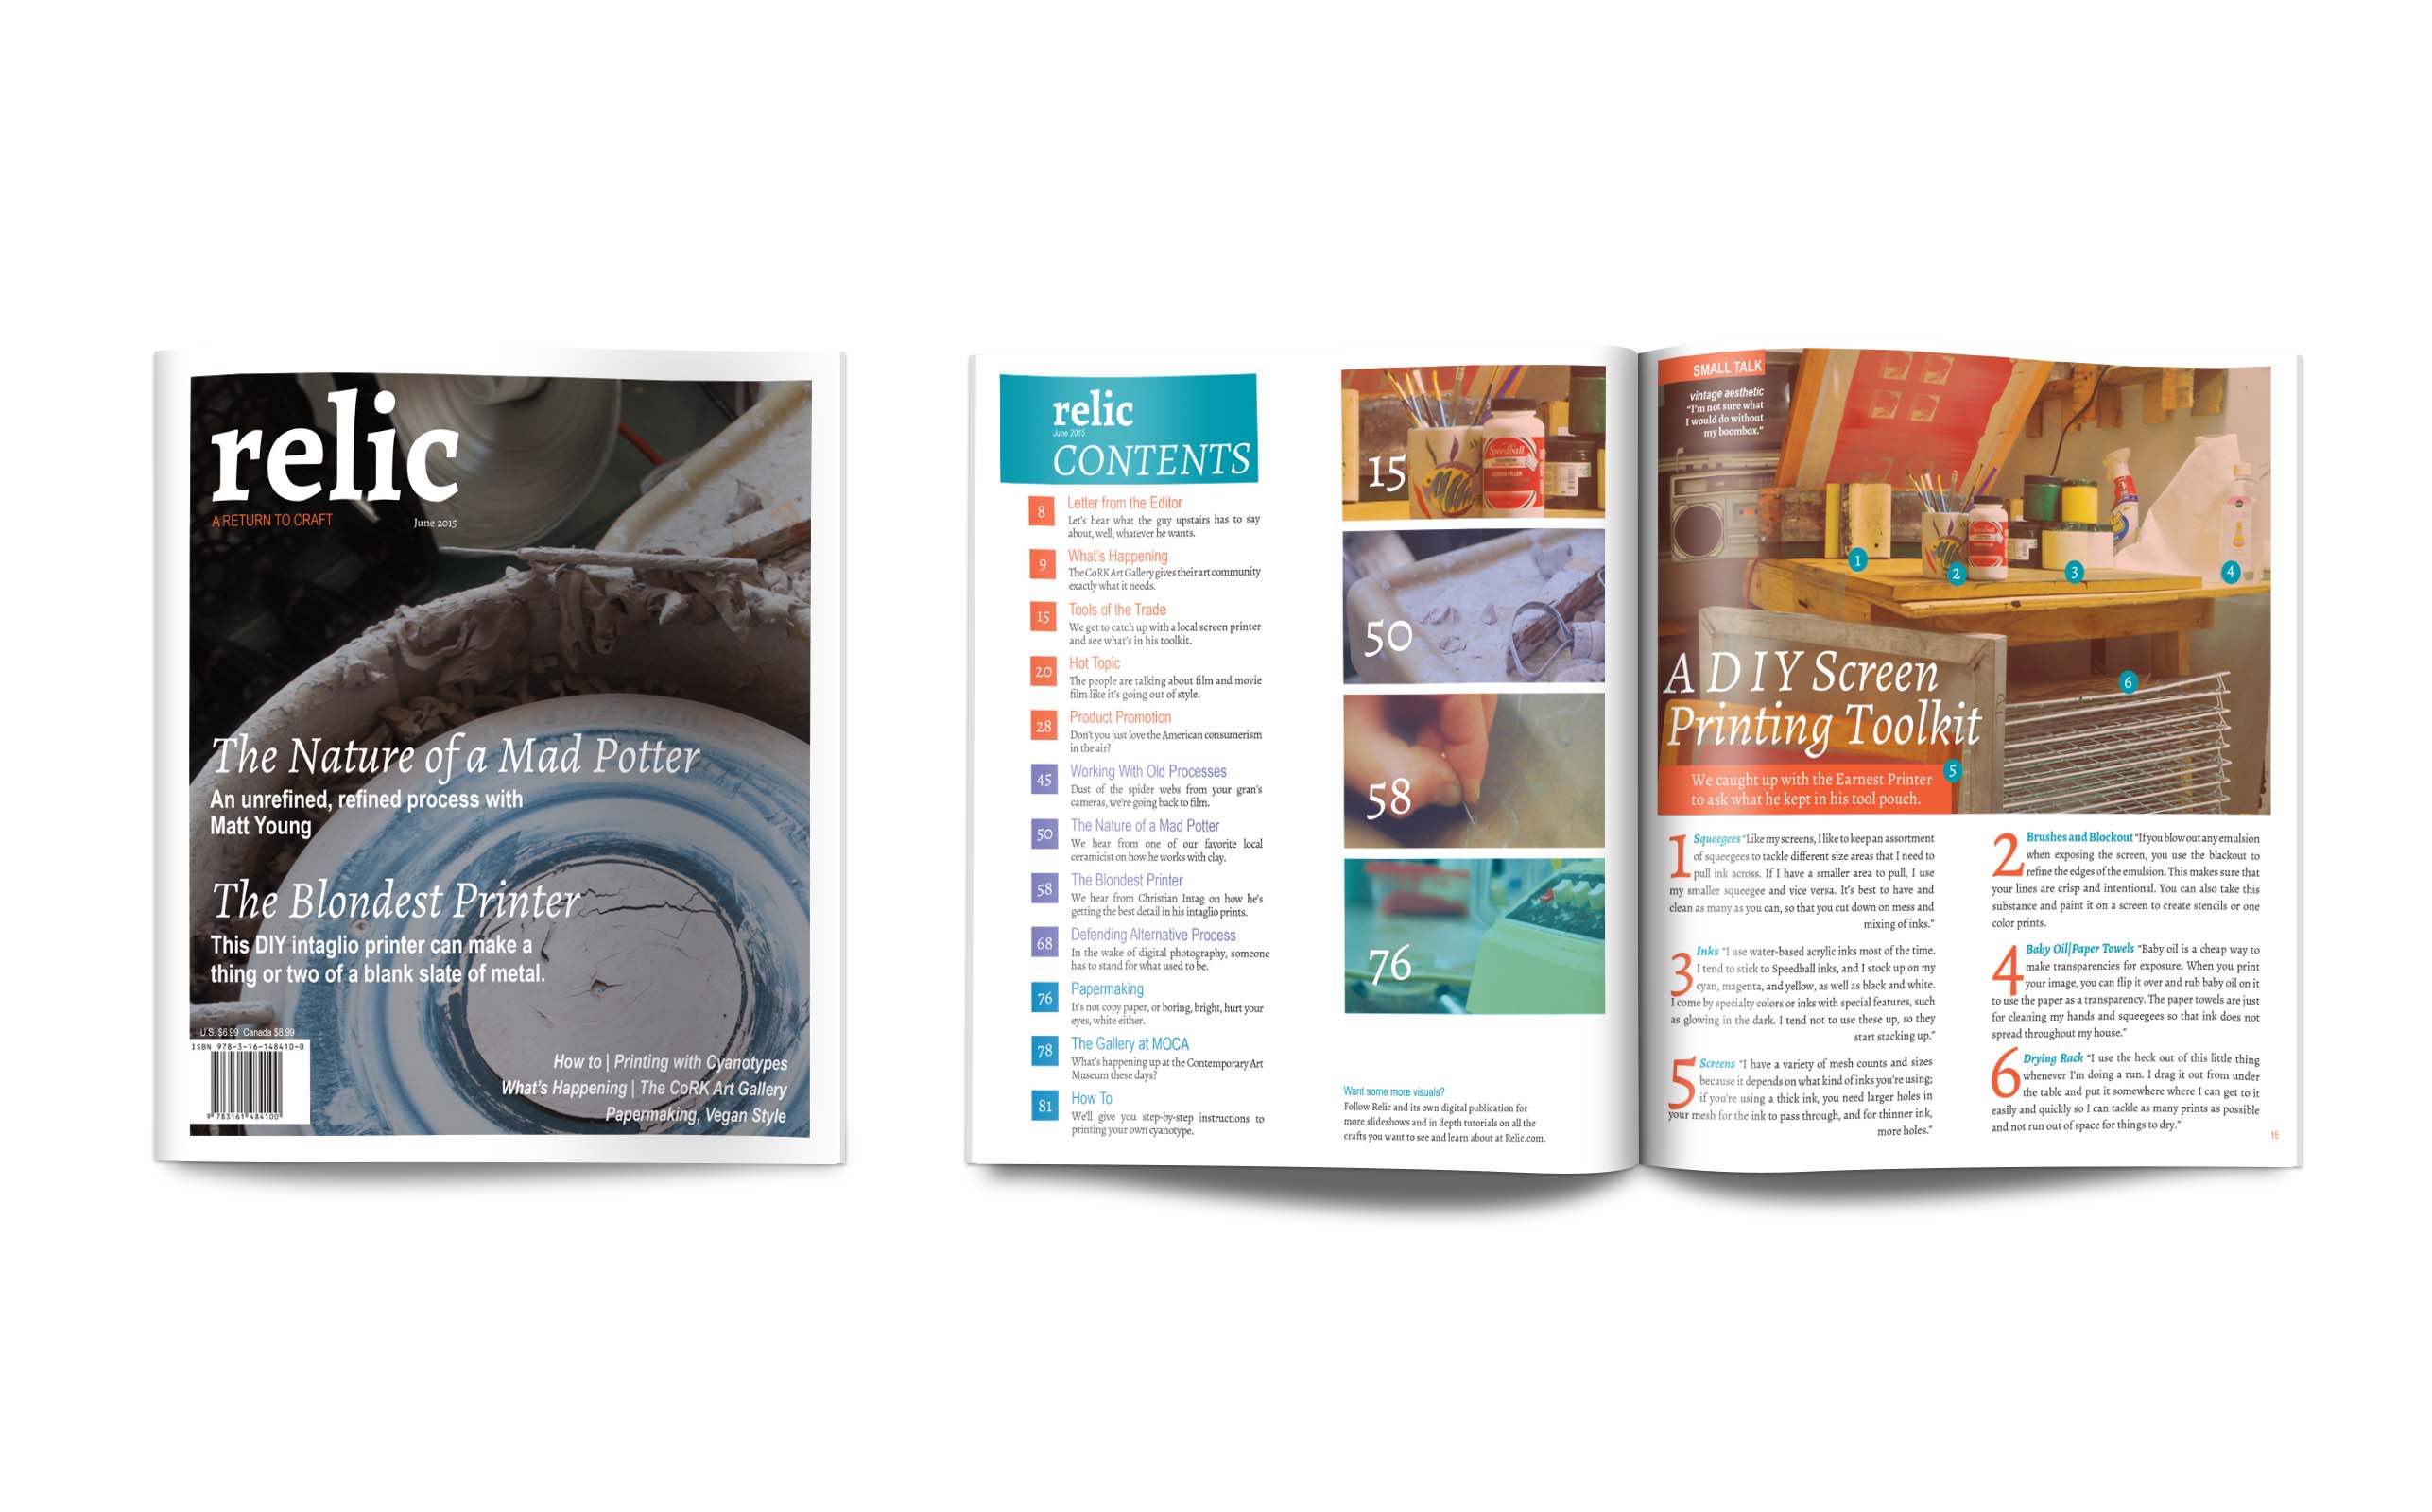 relic
A RETURN TO CRAFT
June 2015
The Nature of a Mad Potter
An unrefined, refined process with
Matt Young
The Blondest Printer
This DIY intaglio printer can make a
thing or two of a blank slate of metal.
U.S. $6.99 Canada $8.99
ISBN 978-3-16-148410-0
9 783161 484100
How to | Printing with Cyanotypes
What's Happening | The CoRK Art Gallery
Papermaking, Vegan Style
relic
June 2015
CONTENTS
8 Letter from the Editor
Let's hear what the guy upstairs has to say
about, well, whatever he wants.
9 What's Happening
The CoRK Art Gallery gives their art community
exactly what it needs.
15 Tools of the Trade
We get to catch up with a local screen printer
and see what's in his toolkit.
20 Hot Topic
The people are talking about film and movie
film like it's going out of style.
28 Product Promotion
Don't you just love the American consumerism
in the air?
45 Working With Old Processes
Dust of the spider webs from your gran's
cameras, we're going back to film.
50 The Nature of a Mad Potter
We hear from one of our favorite local
ceramicist on how he works with clay.
58 The Blondest Printer
We hear from Christian Intag on how he's
getting the best detail in his intaglio prints.
68 Defending Alternative Process
In the wake of digital photography, someone
has to stand for what used to be.
76 Papermaking
It's not copy paper, or boring, bright, hurt your
eyes, white either.
78 The Gallery at MOCA
What's happening up at the Contemporary Art
Museum these days?
81 How To
We'll give you step-by-step instructions to
printing your own cyanotype.
15
Speedball
50
58
76
Want some more visuals?
Follow Relic and its own digital publication for
more slideshows and in depth tutorials on all the
crafts you want to see and learn about at Relic.com.
SMALL TALK
vintage aesthetic
"I'm not sure what
I would do without
my boombox."
1
2
3
4
6
A DIY Screen
Printing Toolkit
5
We caught up with the Earnest Printer
to ask what he kept in his tool pouch.
1 Squeegees "Like my screens, I like to keep an assortment
of squeegees to tackle different size areas that I need to
pull ink across. If I have a smaller area to pull, I use
my smaller squeegee and vice versa. It's best to have and
clean as many as you can, so that you cut down on mess and
mixing of inks."
2 Brushes and Blockout "If you blow out any emulsion
when exposing the screen, you use the blackout to
refine the edges of the emulsion. This makes sure that
your lines are crisp and intentional. You can also take this
substance and paint it on a screen to create stencils or one
color prints.
3 Inks "I use water-based acrylic inks most of the time.
I tend to stick to Speedball inks, and I stock up on my
cyan, magenta, and yellow, as well as black and white.
I come by specialty colors or inks with special features, such
as glowing in the dark. I tend not to use these up, so they
start stacking up."
4 Baby Oil/Paper Towels "Baby oil is a cheap way to
make transparencies for exposure. When you print
your image, you can flip it over and rub baby oil on it
to use the paper as a transparency. The paper towels are just
for cleaning my hands and squeegees so that ink does not
spread throughout my house."
5 Screens "I have a variety of mesh counts and sizes
because it depends on what kind of inks you're using;
if you're using a thick ink, you need larger holes in
your mesh for the ink to pass through, and for thinner ink,
more holes."
6 Drying Rack "I use the heck out of this little thing
whenever I'm doing a run. I drag it out from under
the table and put it somewhere where I can get to it
easily and quickly so I can tackle as many prints as possible
and not run out of space for things to dry."
15